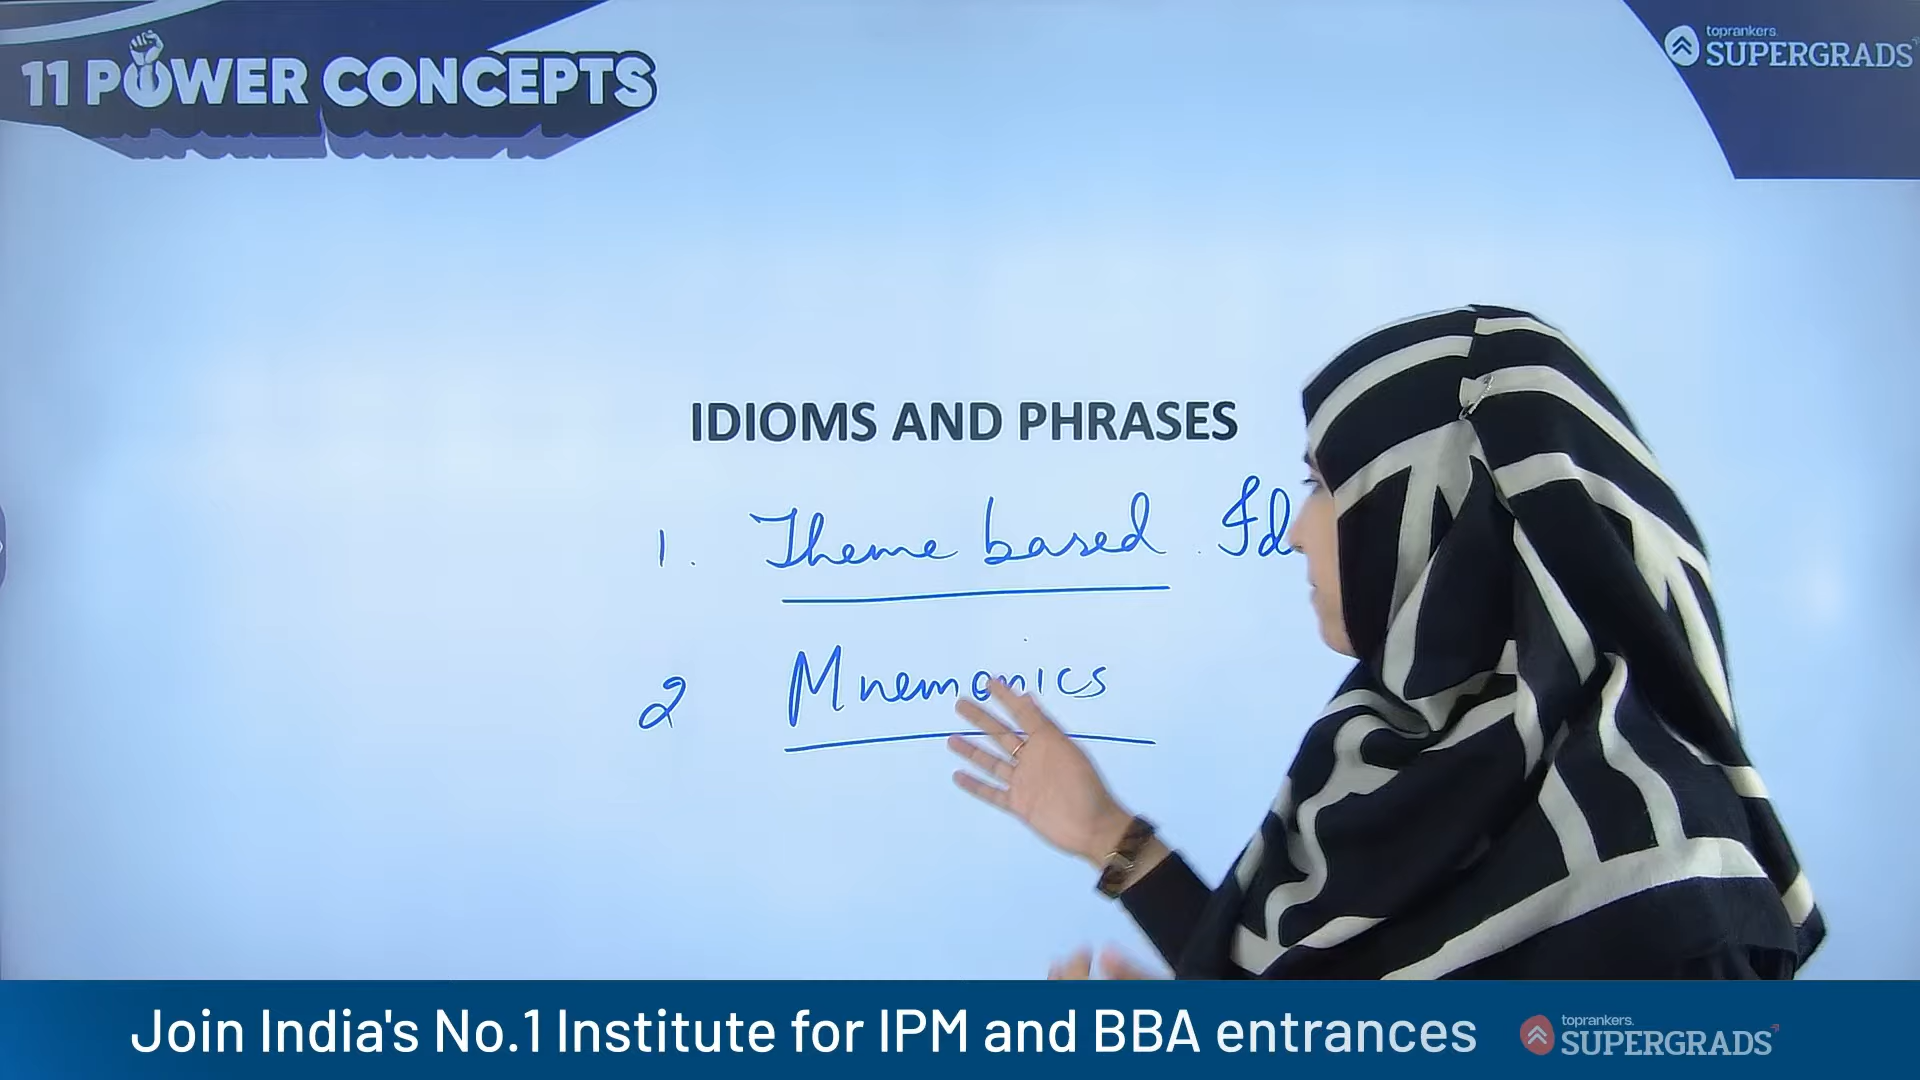 11 POWER CONCEPTS
toprankers
SUPERGRADS
IDIOMS AND PHRASES
1. Theme based Id
2 Mnemonics
Join India's No.1 Institute for IPM and BBA entrances
toprankers.
SUPERGRADS